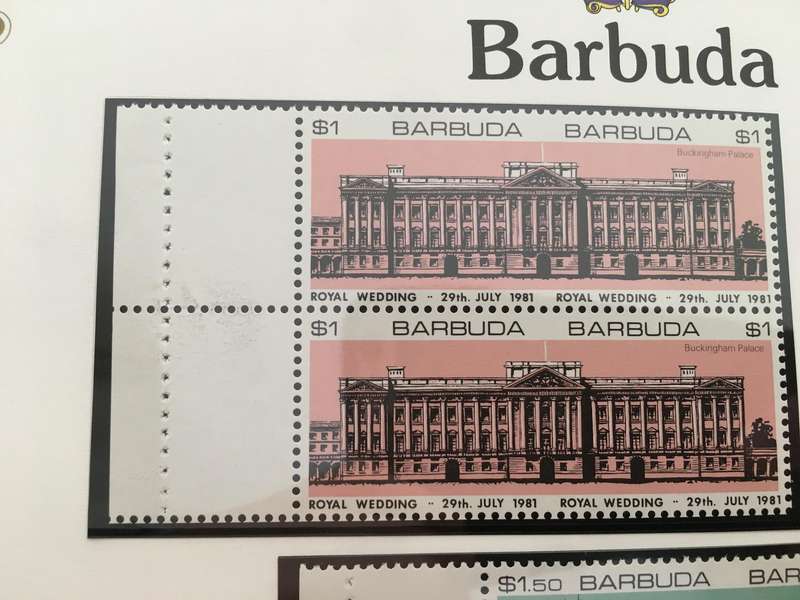 Barbuda
$1 BARBUDA BARBUDA $1
Buckingham Palace
ROYAL WEDDING ·· 29th. JULY 1981 ROYAL WEDDING ·· 29th. JULY 1981
$1 BARBUDA BARBUDA $1
Buckingham Palace
ROYAL WEDDING ·· 29th. JULY 1981 ROYAL WEDDING ·· 29th. JULY 1981
$1.50 BARBUDA BARB